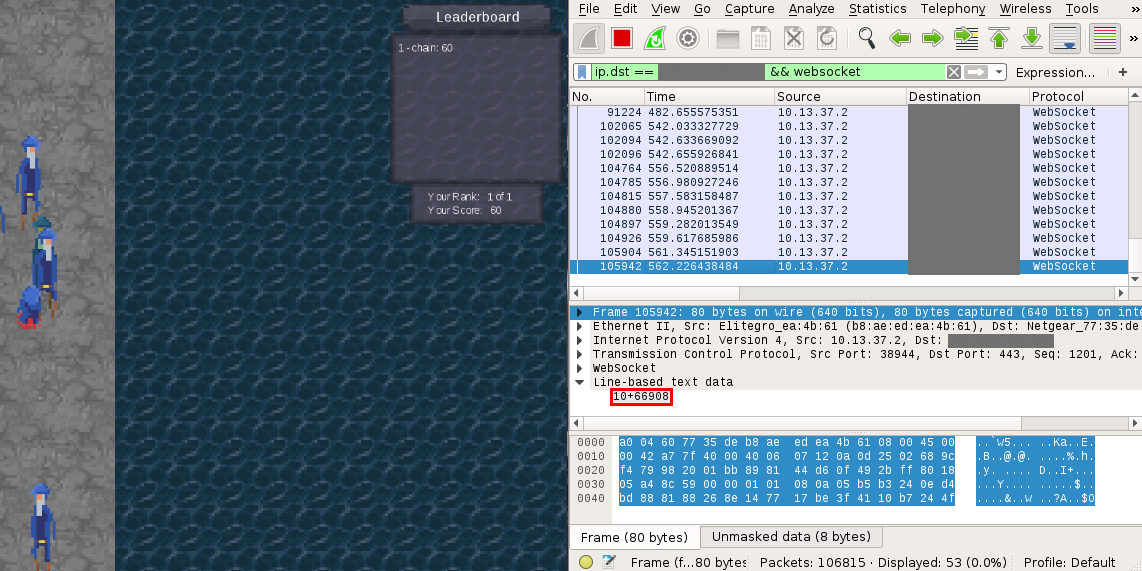 Leaderboard
1 - chain: 60
Your Rank: 1 of 1
Your Score: 60
File Edit View Go Capture Analyze Statistics Telephony Wireless Tools »
»
ip.dst == && websocket Expression... +
No. Time Source Destination Protocol
91224 482.655575351 10.13.37.2 WebSocket
102065 542.033327729 10.13.37.2 WebSocket
102094 542.633669092 10.13.37.2 WebSocket
102096 542.655926841 10.13.37.2 WebSocket
104764 556.520889514 10.13.37.2 WebSocket
104785 556.980927246 10.13.37.2 WebSocket
104815 557.583158487 10.13.37.2 WebSocket
104880 558.945201367 10.13.37.2 WebSocket
104897 559.282013549 10.13.37.2 WebSocket
104926 559.617685986 10.13.37.2 WebSocket
105904 561.345151903 10.13.37.2 WebSocket
105942 562.226438484 10.13.37.2 WebSocket
Frame 105942: 80 bytes on wire (640 bits), 80 bytes captured (640 bits) on inte
Ethernet II, Src: Elitegro_ea:4b:61 (b8:ae:ed:ea:4b:61), Dst: Netgear_77:35:de
Internet Protocol Version 4, Src: 10.13.37.2, Dst:
Transmission Control Protocol, Src Port: 38944, Dst Port: 443, Seq: 1201, Ack:
WebSocket
Line-based text data
10+66908
0000 a0 04 60 77 35 de b8 ae ed ea 4b 61 08 00 45 00 ..`w5... ..Ka..E.
0010 00 42 a7 7f 40 00 40 06 07 12 0a 0d 25 02 68 9c .B..@.@. ....%.h.
0020 f4 79 98 20 01 bb 89 81 44 d6 0f 49 2b ff 80 18 .y. .... D..I+...
0030 05 a4 8c 59 00 00 01 01 08 0a 05 b5 b3 24 0e d4 ...Y.... .....$..
0040 bd 88 81 88 26 8e 14 77 17 be 3f 41 10 b7 24 4f ....&..w ..?A..$O
Frame (80 bytes) Unmasked data (8 bytes)
Frame (f...80 bytes Packets: 106815 · Displayed: 53 (0.0%) Profile: Default